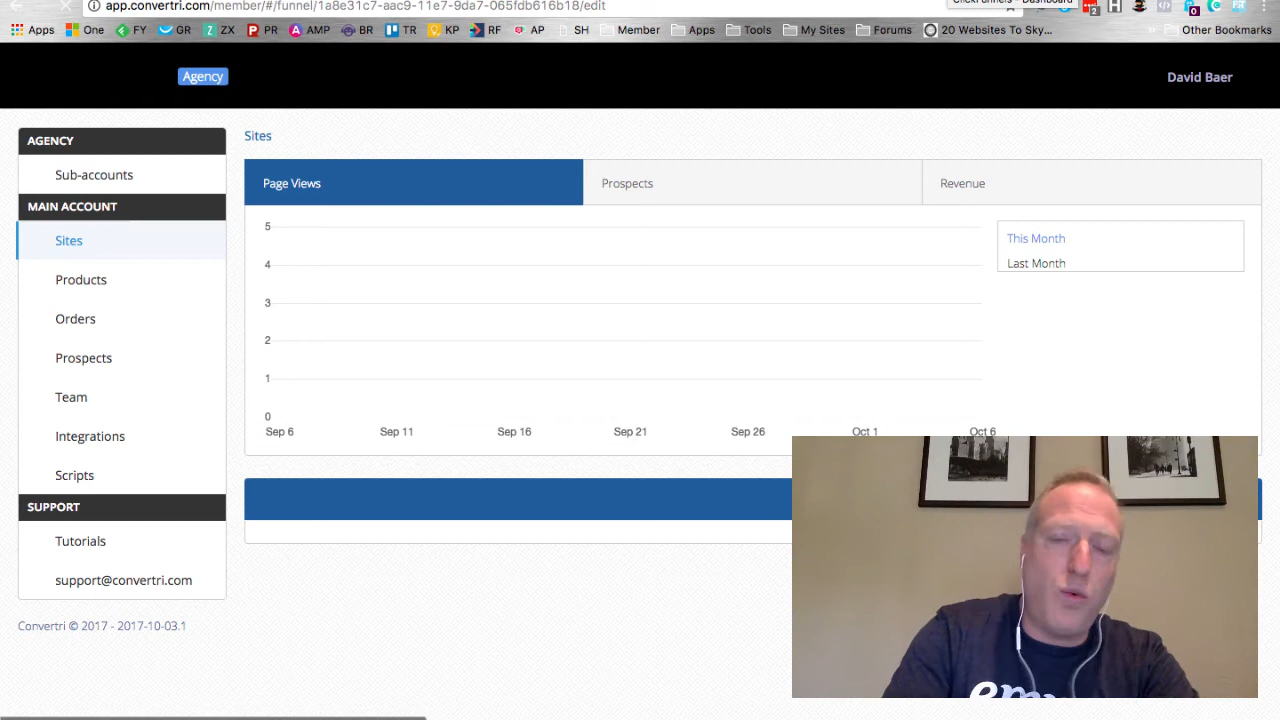 app.convertri.com/member/#/funnel/1a8e31c7-aac9-11e7-9da7-065fdb616b18/edit
ClickFunnels - Dashboard
2
0
Apps
One
FY
GR
ZX
PR
AMP
BR
TR
KP
RF
AP
SH
Member
Apps
Tools
My Sites
Forums
20 Websites To Sky...
Other Bookmarks
Agency
David Baer
AGENCY
Sub-accounts
MAIN ACCOUNT
Sites
Products
Orders
Prospects
Team
Integrations
Scripts
SUPPORT
Tutorials
support@convertri.com
Convertri © 2017 - 2017-10-03.1
Sites
Page Views
Prospects
Revenue
5
4
3
2
1
0
Sep 6
Sep 11
Sep 16
Sep 21
Sep 26
Oct 1
Oct 6
This Month
Last Month